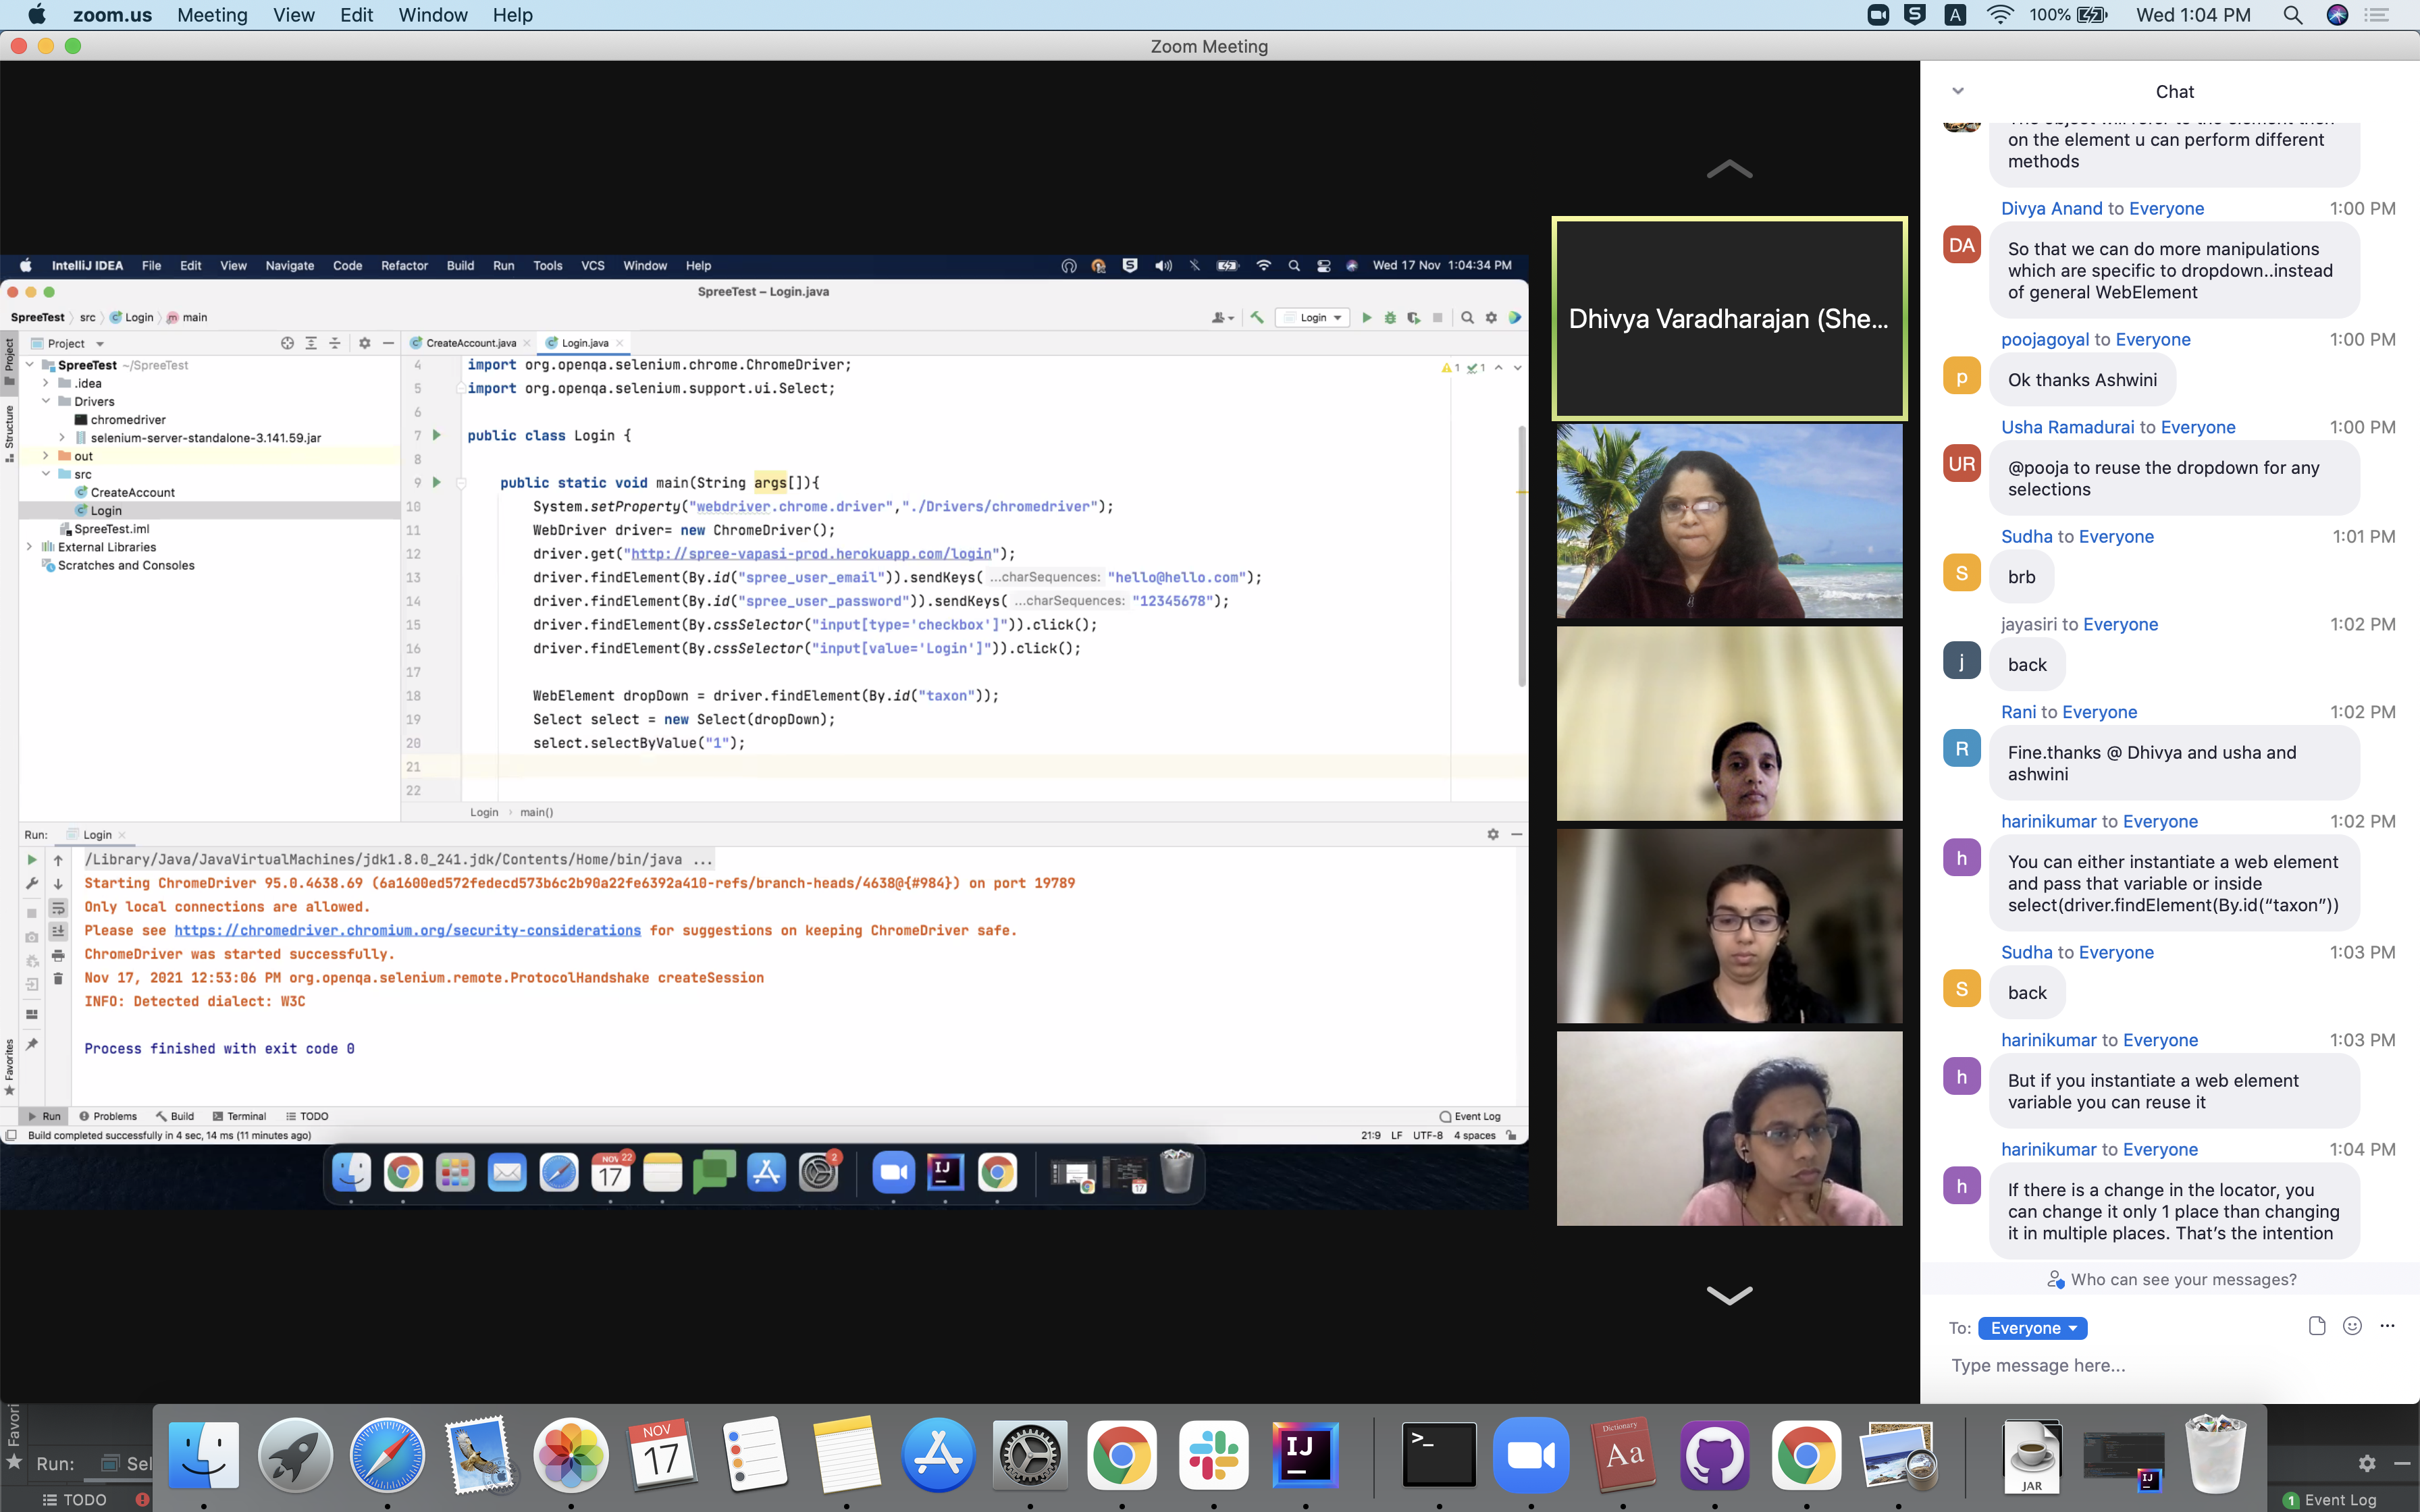 zoom.us Meeting View Edit Window Help
A 100% Wed 1:04 PM
Zoom Meeting
IntelliJ IDEA File Edit View Navigate Code Refactor Build Run Tools VCS Window Help
Wed 17 Nov 1:04:34 PM
SpreeTest – Login.java
SpreeTest src Login main
Login
Project
Structure
Favorites
Project
SpreeTest ~/SpreeTest
.idea
Drivers
chromedriver
selenium-server-standalone-3.141.59.jar
out
src
CreateAccount
Login
SpreeTest.iml
External Libraries
Scratches and Consoles
CreateAccount.java
Login.java
1 1
4 import org.openqa.selenium.chrome.ChromeDriver;
5 import org.openqa.selenium.support.ui.Select;
6
7 public class Login {
8
9 public static void main(String args[]){
10 System.setProperty("webdriver.chrome.driver","./Drivers/chromedriver");
11 WebDriver driver= new ChromeDriver();
12 driver.get("http://spree-vapasi-prod.herokuapp.com/login");
13 driver.findElement(By.id("spree_user_email")).sendKeys( ...charSequences: "hello@hello.com");
14 driver.findElement(By.id("spree_user_password")).sendKeys( ...charSequences: "12345678");
15 driver.findElement(By.cssSelector("input[type='checkbox']")).click();
16 driver.findElement(By.cssSelector("input[value='Login']")).click();
17
18 WebElement dropDown = driver.findElement(By.id("taxon"));
19 Select select = new Select(dropDown);
20 select.selectByValue("1");
21
22
Login main()
Run: Login
/Library/Java/JavaVirtualMachines/jdk1.8.0_241.jdk/Contents/Home/bin/java ...
Starting ChromeDriver 95.0.4638.69 (6a1600ed572fedecd573b6c2b90a22fe6392a410-refs/branch-heads/4638@{#984}) on port 19789
Only local connections are allowed.
Please see https://chromedriver.chromium.org/security-considerations for suggestions on keeping ChromeDriver safe.
ChromeDriver was started successfully.
Nov 17, 2021 12:53:06 PM org.openqa.selenium.remote.ProtocolHandshake createSession
INFO: Detected dialect: W3C
Process finished with exit code 0
Run Problems Build Terminal TODO
Event Log
Build completed successfully in 4 sec, 14 ms (11 minutes ago)
21:9 LF UTF-8 4 spaces
NOV 22
17
2
IJ
17
Dhivya Varadharajan (She...
Chat
on the element u can perform different
methods
Divya Anand to Everyone 1:00 PM
DA
So that we can do more manipulations
which are specific to dropdown..instead
of general WebElement
poojagoyal to Everyone 1:00 PM
p
Ok thanks Ashwini
Usha Ramadurai to Everyone 1:00 PM
UR
@pooja to reuse the dropdown for any
selections
Sudha to Everyone 1:01 PM
S
brb
jayasiri to Everyone 1:02 PM
j
back
Rani to Everyone 1:02 PM
R
Fine.thanks @ Dhivya and usha and
ashwini
harinikumar to Everyone 1:02 PM
h
You can either instantiate a web element
and pass that variable or inside
select(driver.findElement(By.id(“taxon”))
Sudha to Everyone 1:03 PM
S
back
harinikumar to Everyone 1:03 PM
h
But if you instantiate a web element
variable you can reuse it
harinikumar to Everyone 1:04 PM
h
If there is a change in the locator, you
can change it only 1 place than changing
it in multiple places. That’s the intention
Who can see your messages?
To: Everyone
Type message here...
Favori
Run: Sel
TODO
NOV
17
IJ
>_
Dictionary
Aa
JAR
IJ
1 Event Log